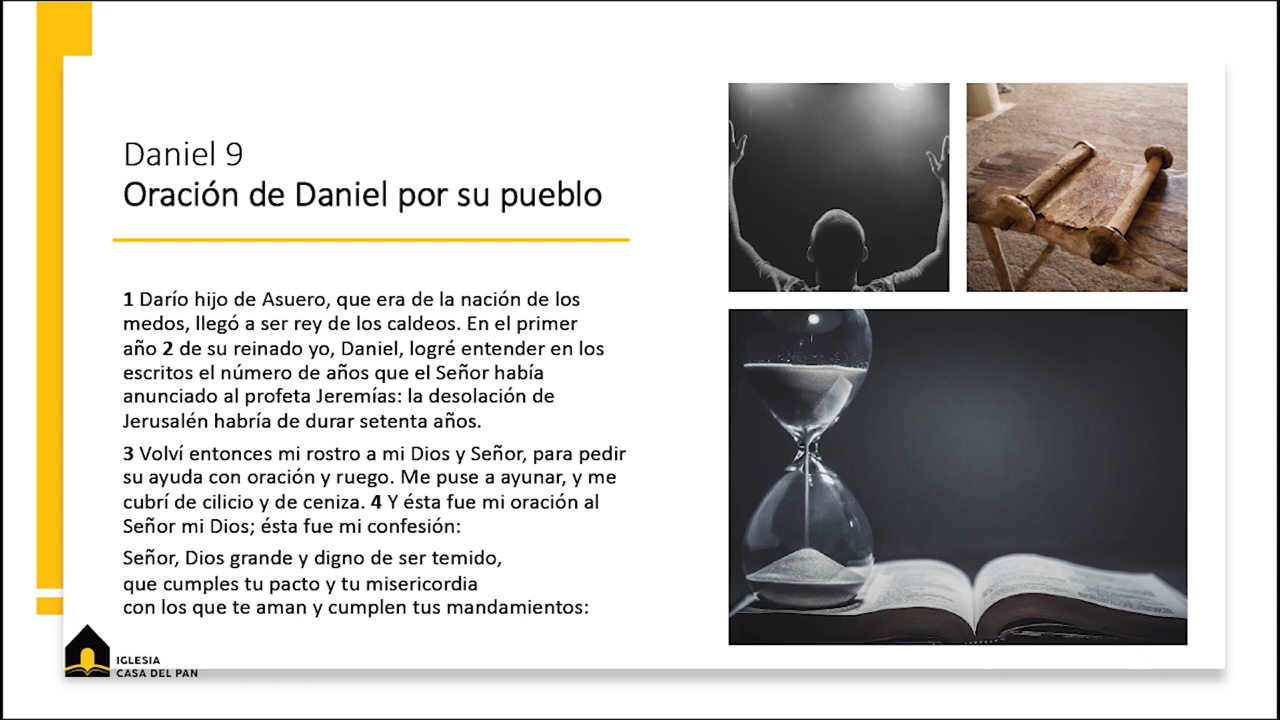 Daniel 9
Oración de Daniel por su pueblo
1 Darío hijo de Asuero, que era de la nación de los
medos, llegó a ser rey de los caldeos. En el primer
año 2 de su reinado yo, Daniel, logré entender en los
escritos el número de años que el Señor había
anunciado al profeta Jeremías: la desolación de
Jerusalén habría de durar setenta años.
3 Volví entonces mi rostro a mi Dios y Señor, para pedir
su ayuda con oración y ruego. Me puse a ayunar, y me
cubrí de cilicio y de ceniza. 4 Y ésta fue mi oración al
Señor mi Dios; ésta fue mi confesión:
Señor, Dios grande y digno de ser temido,
que cumples tu pacto y tu misericordia
con los que te aman y cumplen tus mandamientos:
IGLESIA
CASA DEL PAN